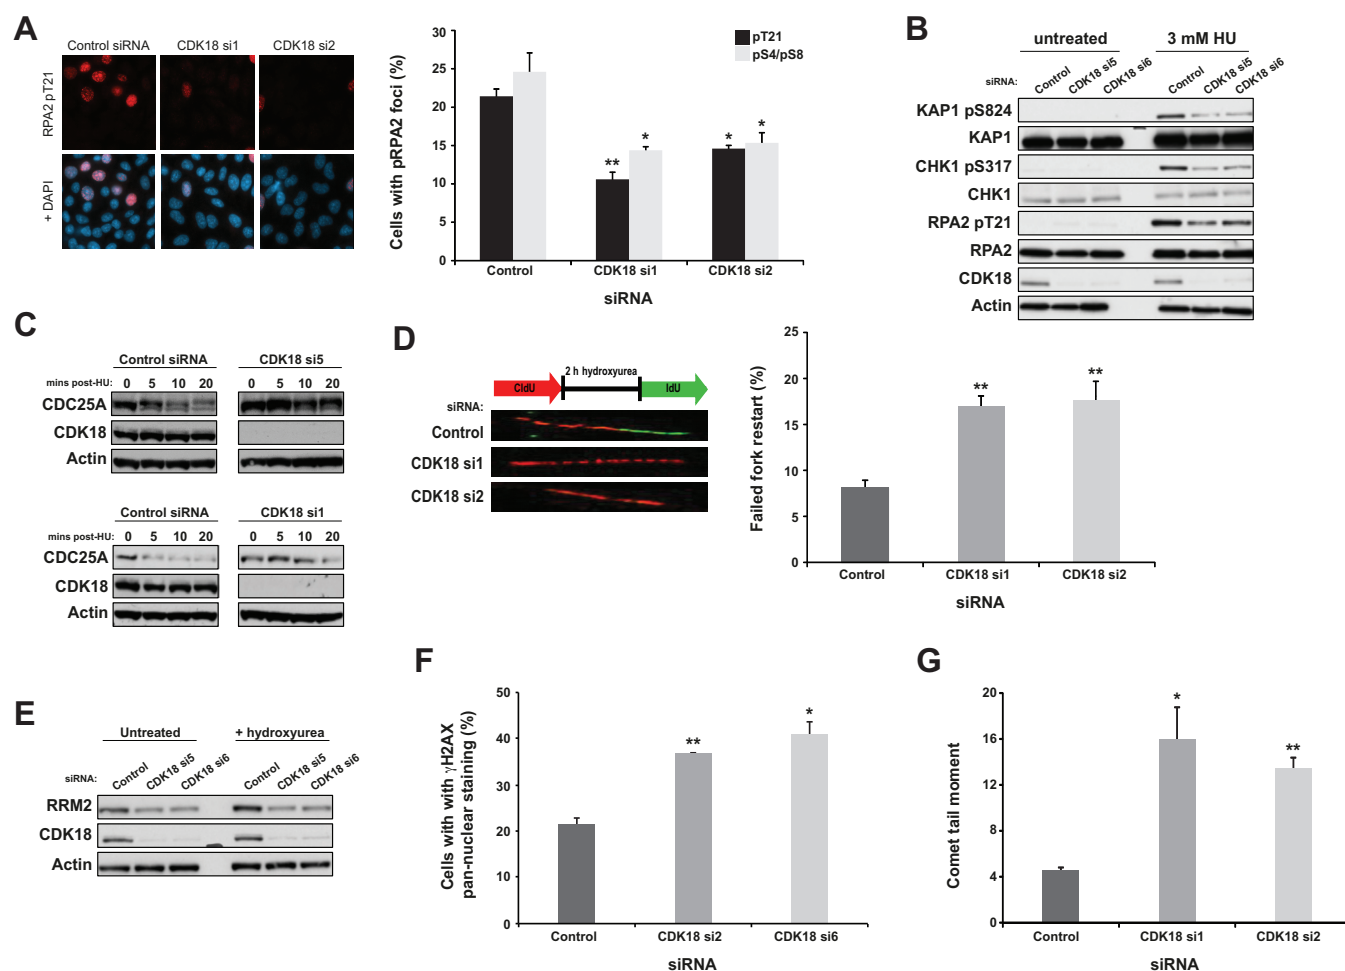 A
Control siRNA CDK18 si1 CDK18 si2
RPA2 pT21
+ DAPI
Cells with pRPA2 foci (%)
30
25
20
15
10
5
0
pT21
pS4/pS8
** * * *
Control CDK18 si1 CDK18 si2
siRNA
B
untreated 3 mM HU
siRNA: Control CDK18 si5 CDK18 si6 Control CDK18 si5 CDK18 si6
KAP1 pS824
KAP1
CHK1 pS317
CHK1
RPA2 pT21
RPA2
CDK18
Actin
C
Control siRNA CDK18 si5
mins post-HU: 0 5 10 20 0 5 10 20
CDC25A
CDK18
Actin
Control siRNA CDK18 si1
mins post-HU: 0 5 10 20 0 5 10 20
CDC25A
CDK18
Actin
D
CldU 2 h hydroxyurea IdU
siRNA:
Control
CDK18 si1
CDK18 si2
Failed fork restart (%)
25
20
15
10
5
0
** **
Control CDK18 si1 CDK18 si2
siRNA
E
Untreated + hydroxyurea
siRNA: Control CDK18 si5 CDK18 si6 Control CDK18 si5 CDK18 si6
RRM2
CDK18
Actin
F
Cells with with γH2AX
pan-nuclear staining (%)
50
40
30
20
10
0
** *
Control CDK18 si2 CDK18 si6
siRNA
G
Comet tail moment
20
16
12
8
4
0
* **
Control CDK18 si1 CDK18 si2
siRNA